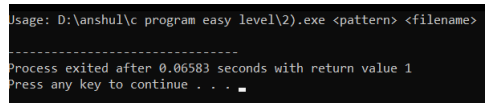 Usage: D:\anshul\c program easy level\2).exe <pattern> <filename>
--------------------------------
Process exited after 0.06583 seconds with return value 1
Press any key to continue . . .